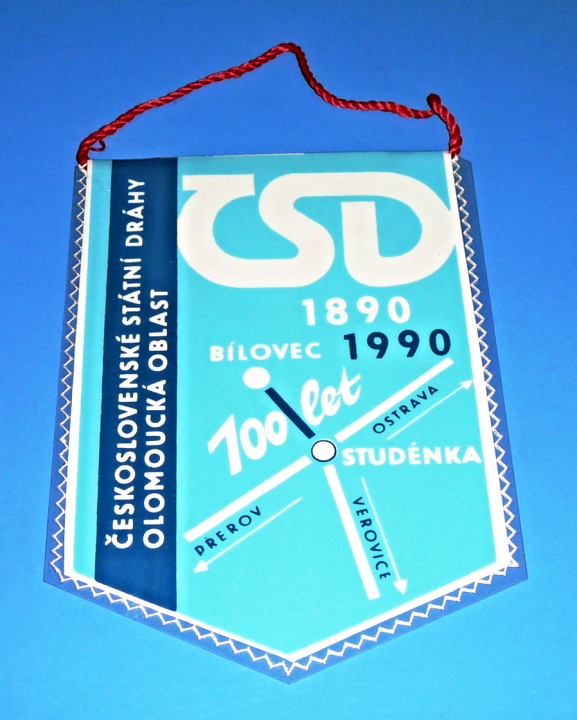 ČESKOSLOVENSKÉ STÁTNÍ DRÁHY
OLOMOUCKÁ OBLAST
ČSD
1890
1990
BÍLOVEC
100 let
OSTRAVA
STUDÉNKA
PŘEROV
VEROVICE